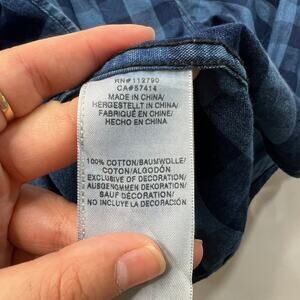 RN#112790
CA#57414
MADE IN CHINA/
HERGESTELLT IN CHINA/
FABRIQUÉ EN CHINE/
HECHO EN CHINA
100% COTTON/BAUMWOLLE/
COTON/ALGODÓN
EXCLUSIVE OF DECORATION/
AUSGENOMMEN DEKORATION/
SAUF DÉCORATION/
NO INCLUYE LA DECORACIÓN